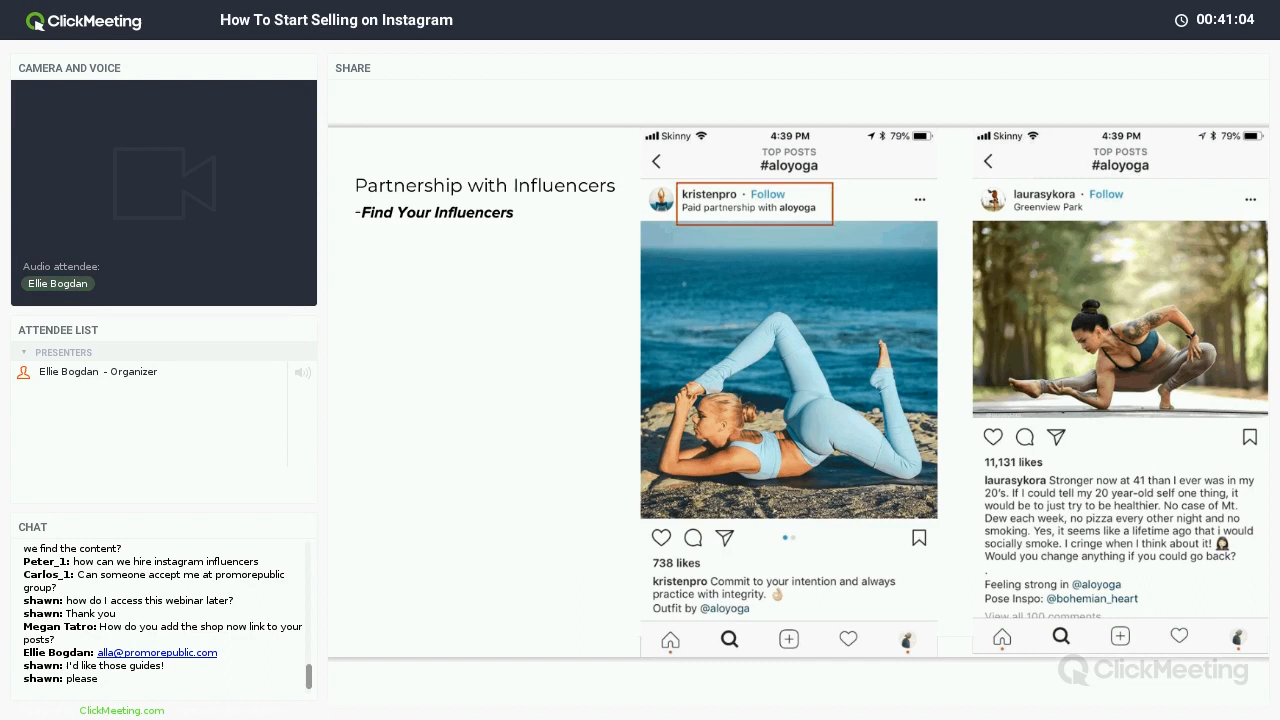 ClickMeeting
How To Start Selling on Instagram
00:41:04
CAMERA AND VOICE
Audio attendee:
Ellie Bogdan
ATTENDEE LIST
PRESENTERS
Ellie Bogdan - Organizer
CHAT
we find the content?
Peter_1: how can we hire instagram influencers
Carlos_1: Can someone accept me at promorepublic
group?
shawn: how do I access this webinar later?
shawn: Thank you
Megan Tatro: How do you add the shop now link to your
posts?
Ellie Bogdan: alla@promorepublic.com
shawn: I'd like those guides!
shawn: please
ClickMeeting.com
SHARE
Partnership with Influencers
-Find Your Influencers
Skinny 4:39 PM 79%
TOP POSTS
#aloyoga
kristenpro · Follow
Paid partnership with aloyoga
738 likes
kristenpro Commit to your intention and always
practice with integrity. 👌🏼
Outfit by @aloyoga
Skinny 4:39 PM 79%
TOP POSTS
#aloyoga
laurasykora · Follow
Greenview Park
11,131 likes
laurasykora Stronger now at 41 than I ever was in my
20's. If I could tell my 20 year-old self one thing, it
would be to just try to be healthier. No case of Mt.
Dew each week, no pizza every other night and no
smoking. Yes, it seems like a lifetime ago that i would
socially smoke. I cringe when I think about it! 🤦🏻‍♀️
Would you change anything if you could go back?
.
Feeling strong in @aloyoga
Pose Inspo: @bohemian_heart
View all 100 comments
ClickMeeting